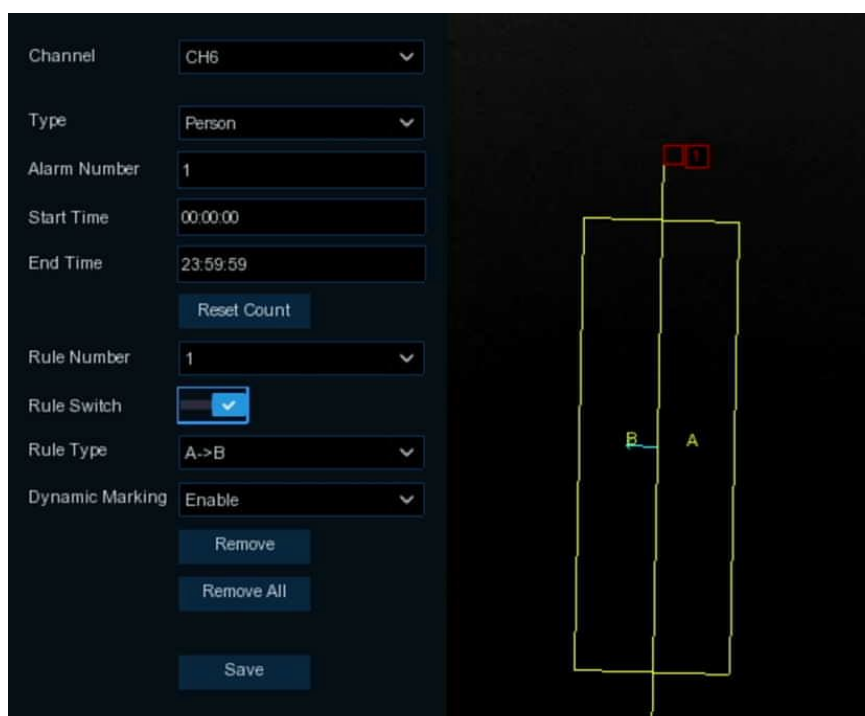 Channel CH6
Type Person
Alarm Number 1
Start Time 00:00:00
End Time 23:59:59
Reset Count
Rule Number 1
Rule Switch
Rule Type A->B
Dynamic Marking Enable
Remove
Remove All
Save
1
B A